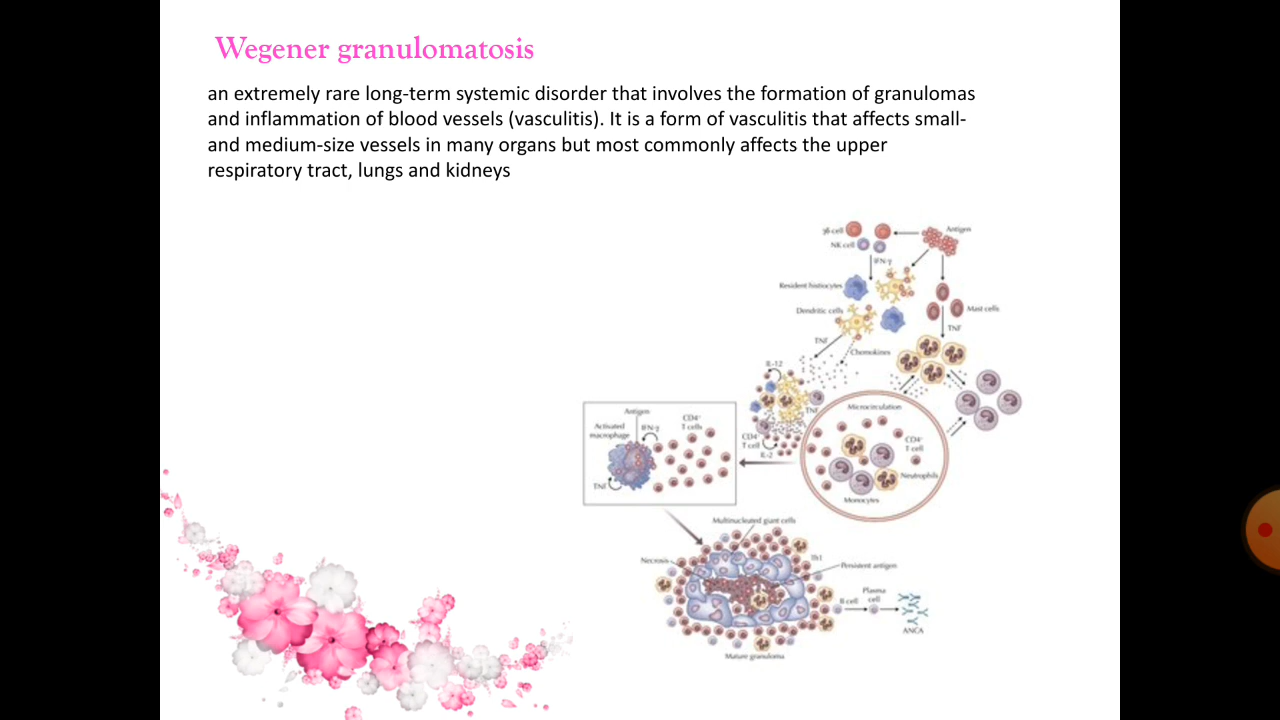 Wegener granulomatosis
an extremely rare long-term systemic disorder that involves the formation of granulomas
and inflammation of blood vessels (vasculitis). It is a form of vasculitis that affects small-
and medium-size vessels in many organs but most commonly affects the upper
respiratory tract, lungs and kidneys
γδ cell
Antigen
NK cell
IFN-γ
Resident histiocytes
Dendritic cells
Mast cells
TNF
TNF
Chemokines
IL-12
TNF
Microcirculation
Antigen
CD4+
T cells
Activated
macrophage
IFN-γ
CD4+
T cell
CD4+
T cell
IL-2
Neutrophils
TNF
Monocytes
Multinucleated giant cells
Necrosis
Th1
Persistent antigen
B cell
Plasma
cell
ANCA
Mature granuloma